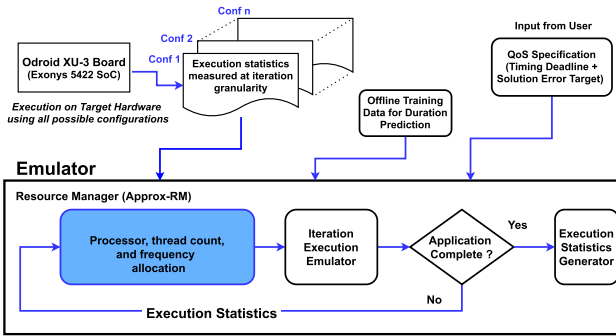 Conf n
Conf 2
Conf 1
Input from User
Odroid XU-3 Board
(Exonys 5422 SoC)
Execution statistics
measured at iteration
granularity
QoS Specification
(Timing Deadline +
Solution Error Target)
Execution on Target Hardware
using all possible configurations
Offline Training
Data for Duration
Prediction
Emulator
Resource Manager (Approx-RM)
Processor, thread count,
and frequency
allocation
Iteration
Execution
Emulator
Application
Complete ?
Yes
Execution
Statistics
Generator
No
Execution Statistics